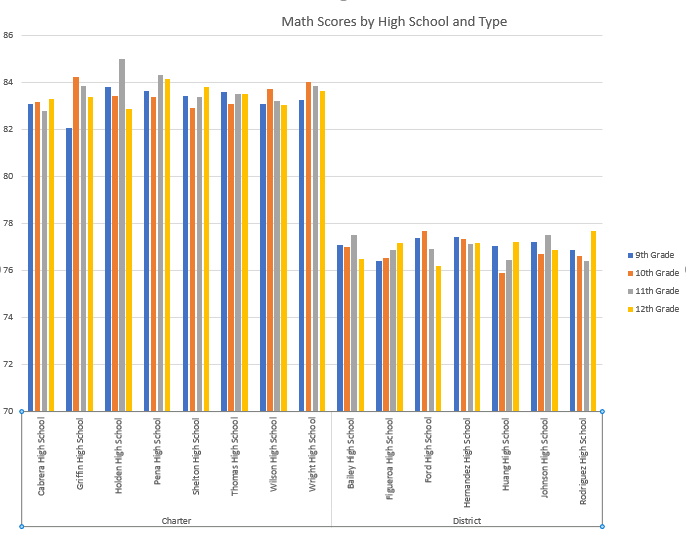 Math Scores by High School and Type
86
84
82
80
78
76
74
72
70
Cabrera High School
Griffin High School
Holden High School
Pena High School
Shelton High School
Thomas High School
Wilson High School
Wright High School
Bailey High School
Figueroa High School
Ford High School
Hernandez High School
Huang High School
Johnson High School
Rodriguez High School
Charter
District
9th Grade
10th Grade
11th Grade
12th Grade